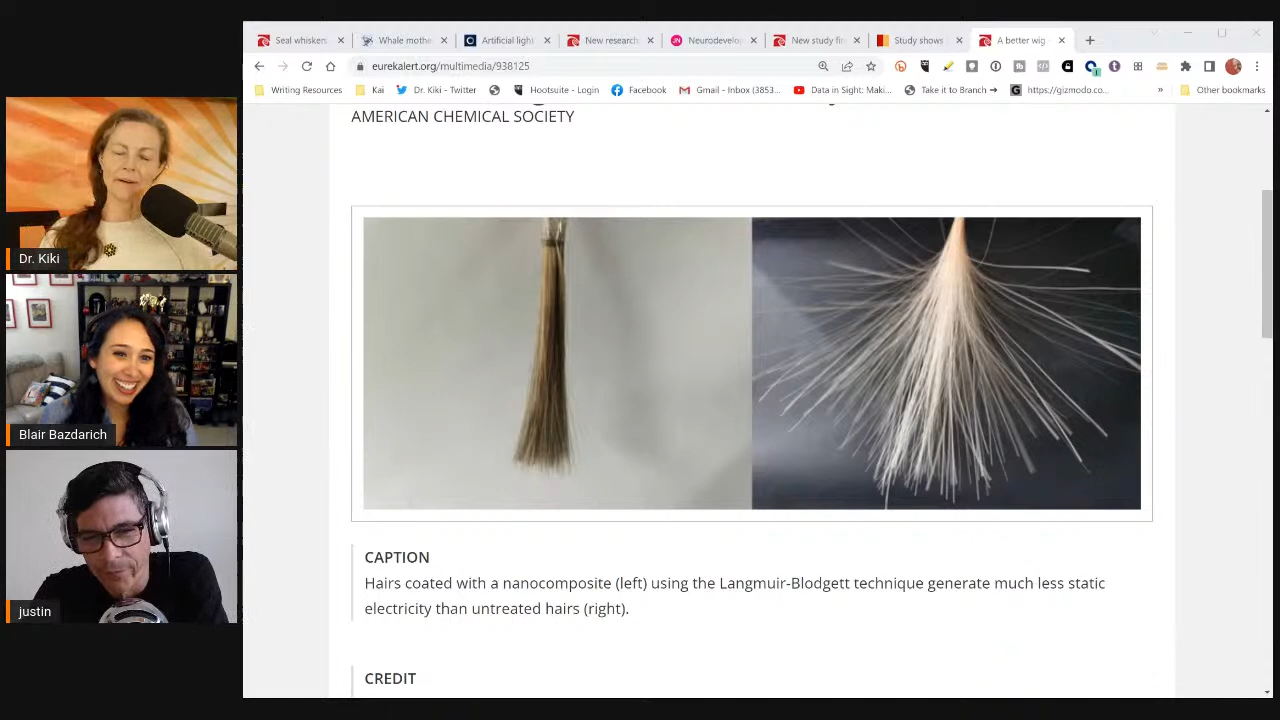 Seal whisker
Whale mothe
Artificial light
New research
Neurodevelo
New study fin
Study shows
A better wig
eurekalert.org/multimedia/938125
Writing Resources
Kai
Dr. Kiki - Twitter
Hootsuite - Login
Facebook
Gmail - Inbox (3853...
Data in Sight: Maki...
Take it to Branch →
https://gizmodo.co...
»
Other bookmarks
AMERICAN CHEMICAL SOCIETY
Dr. Kiki
Blair Bazdarich
justin
CAPTION
Hairs coated with a nanocomposite (left) using the Langmuir-Blodgett technique generate much less static
electricity than untreated hairs (right).
CREDIT